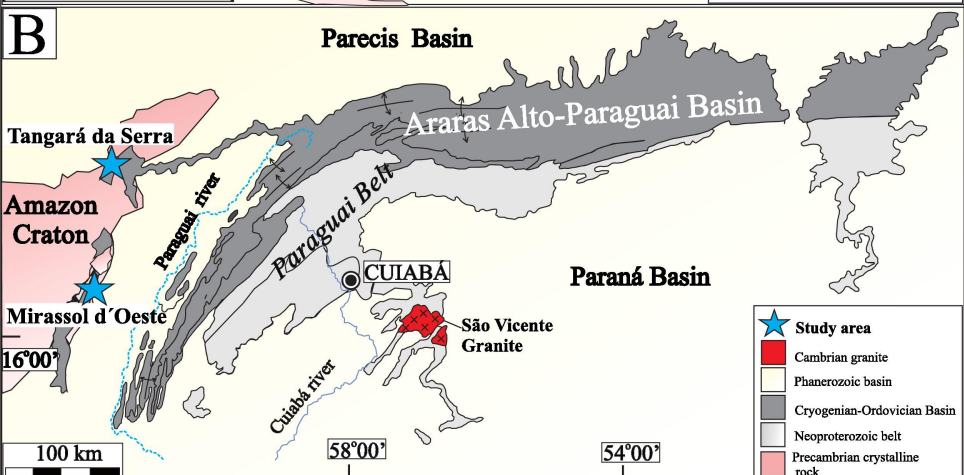 B
Parecis Basin
Araras Alto-Paraguai Basin
Tangará da Serra
Paraguai river
Paraguai Belt
Amazon
Craton
CUIABÁ
Paraná Basin
Mirassol d´Oeste
São Vicente
Granite
16°00’
Cuiabá river
58°00’
54°00’
100 km
Study area
Cambrian granite
Phanerozoic basin
Cryogenian-Ordovician Basin
Neoproterozoic belt
Precambrian crystalline
rock